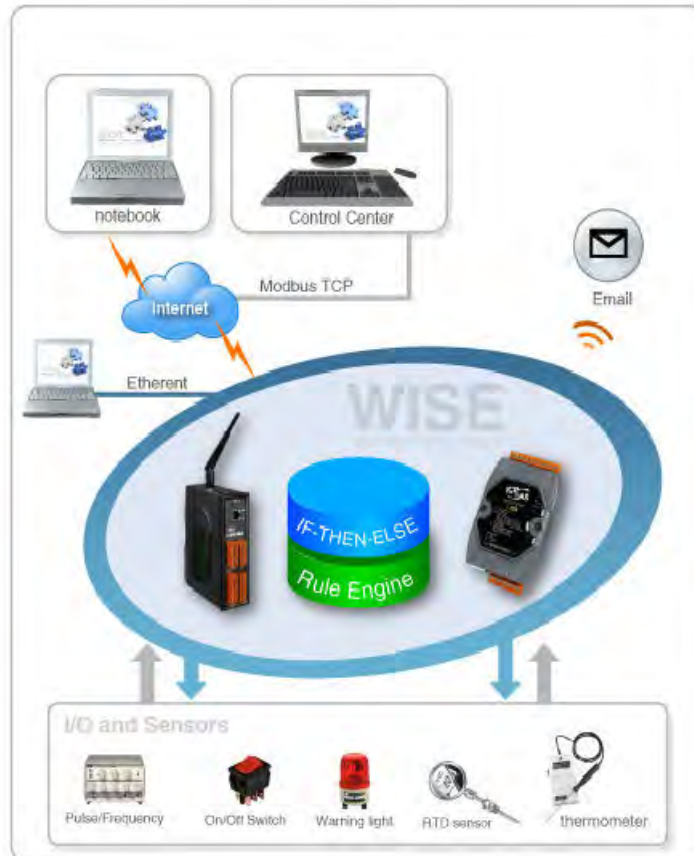 notebook
Control Center
Modbus TCP
Internet
Email
Etherent
WISE
IF-THEN-ELSE
Rule Engine
I/O and Sensors
Pulse/Frequency
On/Off Switch
Warning light
RTD sensor
thermometer